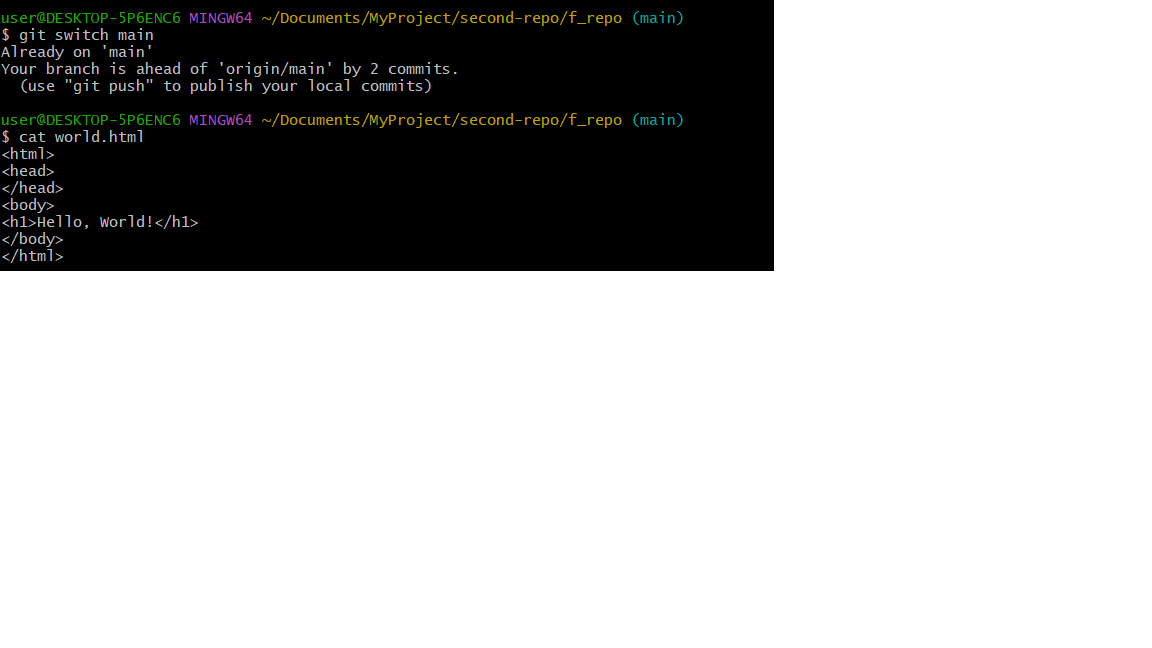 user@DESKTOP-5P6ENC6 MINGW64 ~/Documents/MyProject/second-repo/f_repo (main)
$ git switch main
Already on 'main'
Your branch is ahead of 'origin/main' by 2 commits.
  (use "git push" to publish your local commits)

user@DESKTOP-5P6ENC6 MINGW64 ~/Documents/MyProject/second-repo/f_repo (main)
$ cat world.html
<html>
<head>
</head>
<body>
<h1>Hello, World!</h1>
</body>
</html>